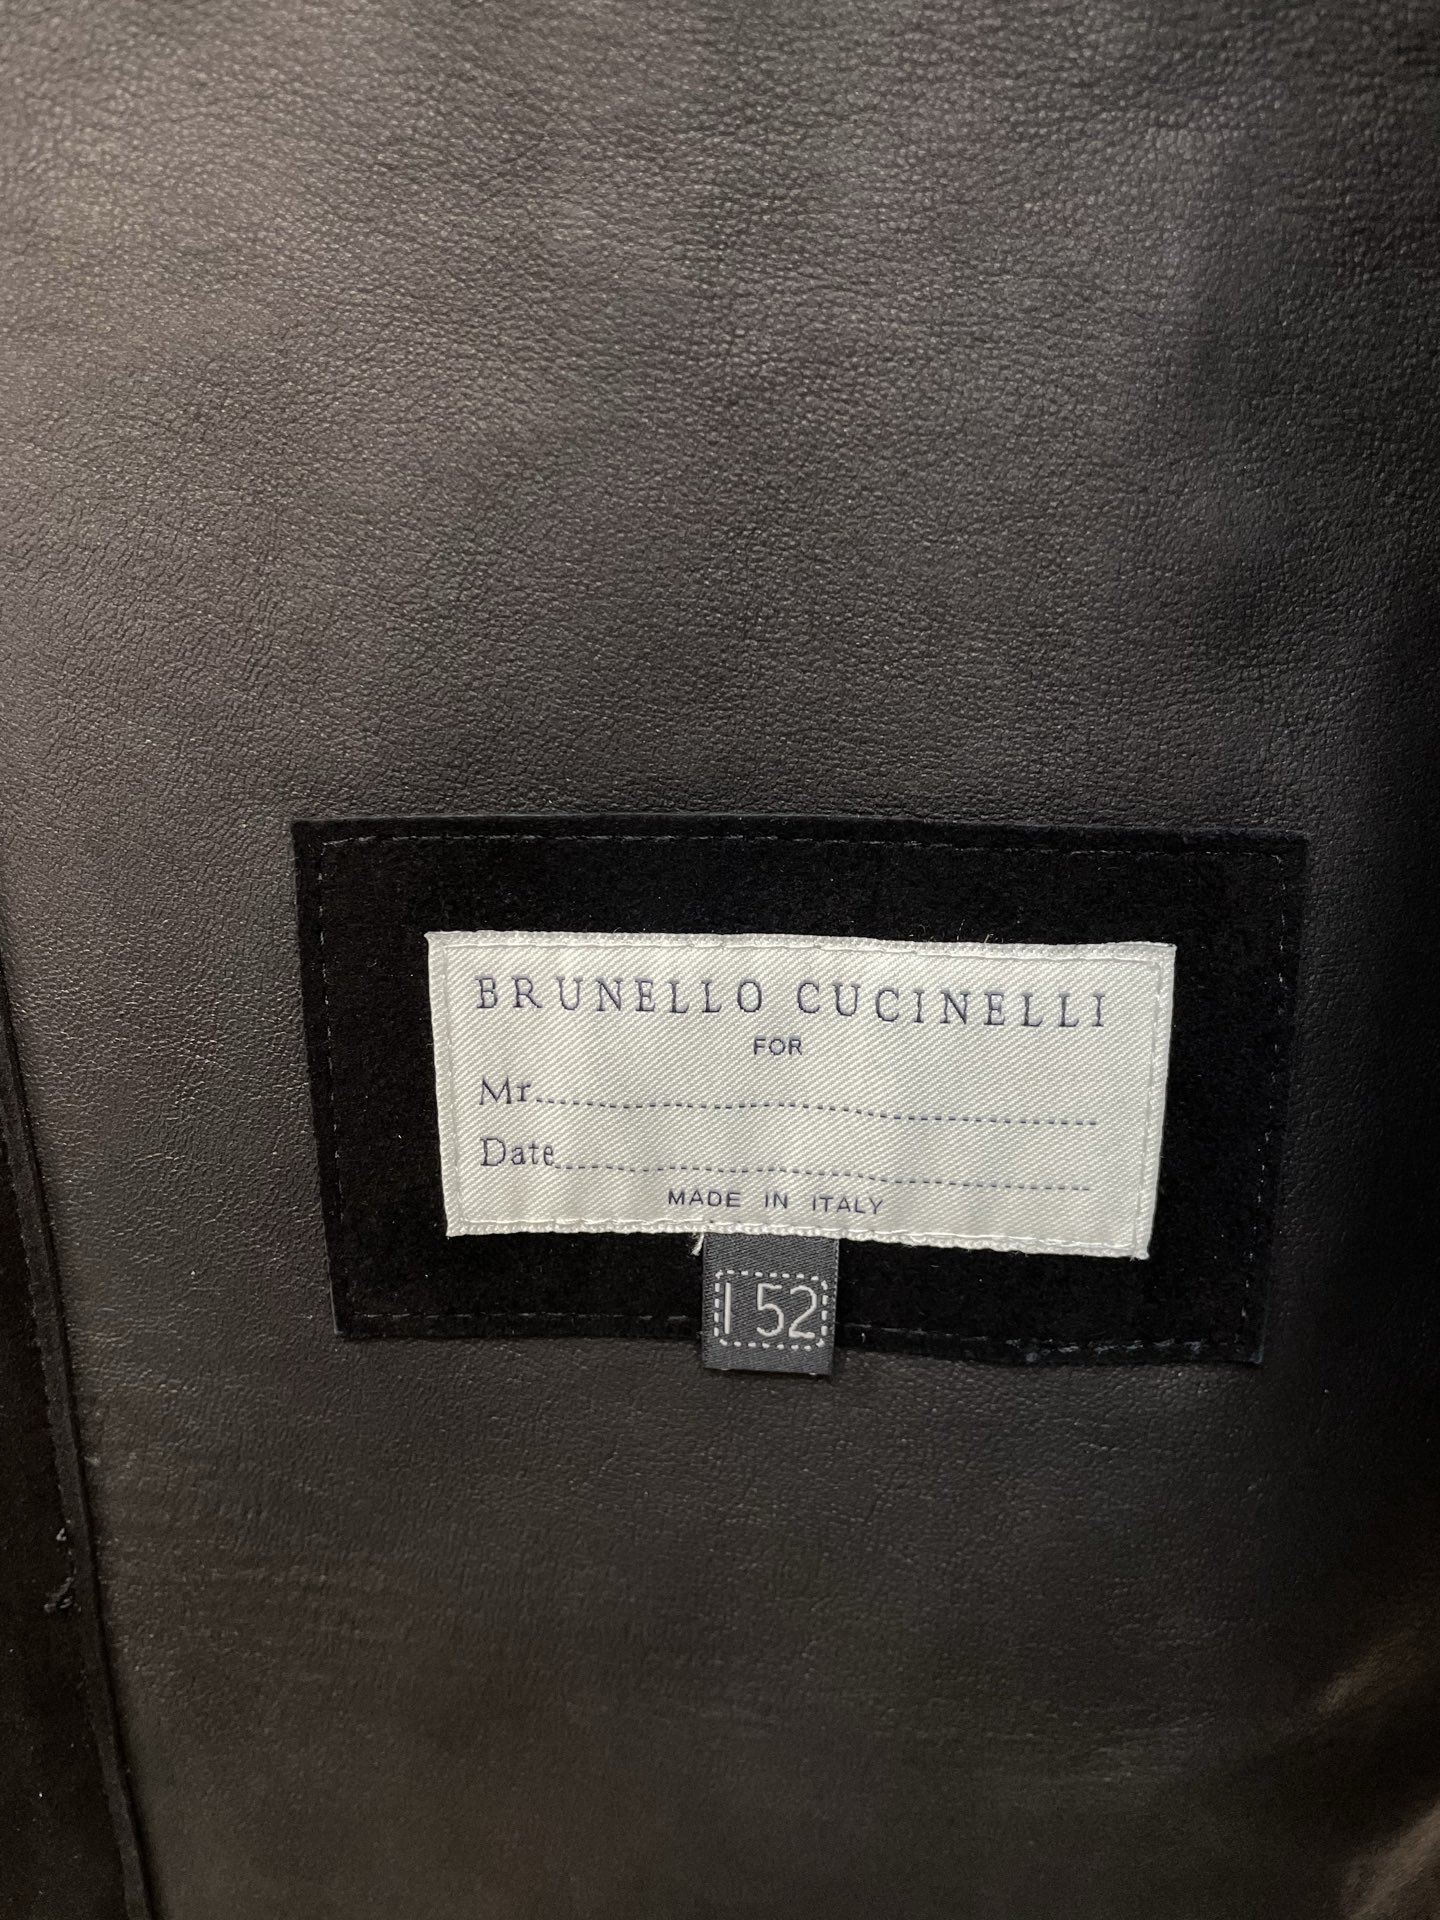 BRUNELLO CUCINELLI
FOR
Mr
Date
MADE IN ITALY
I 52